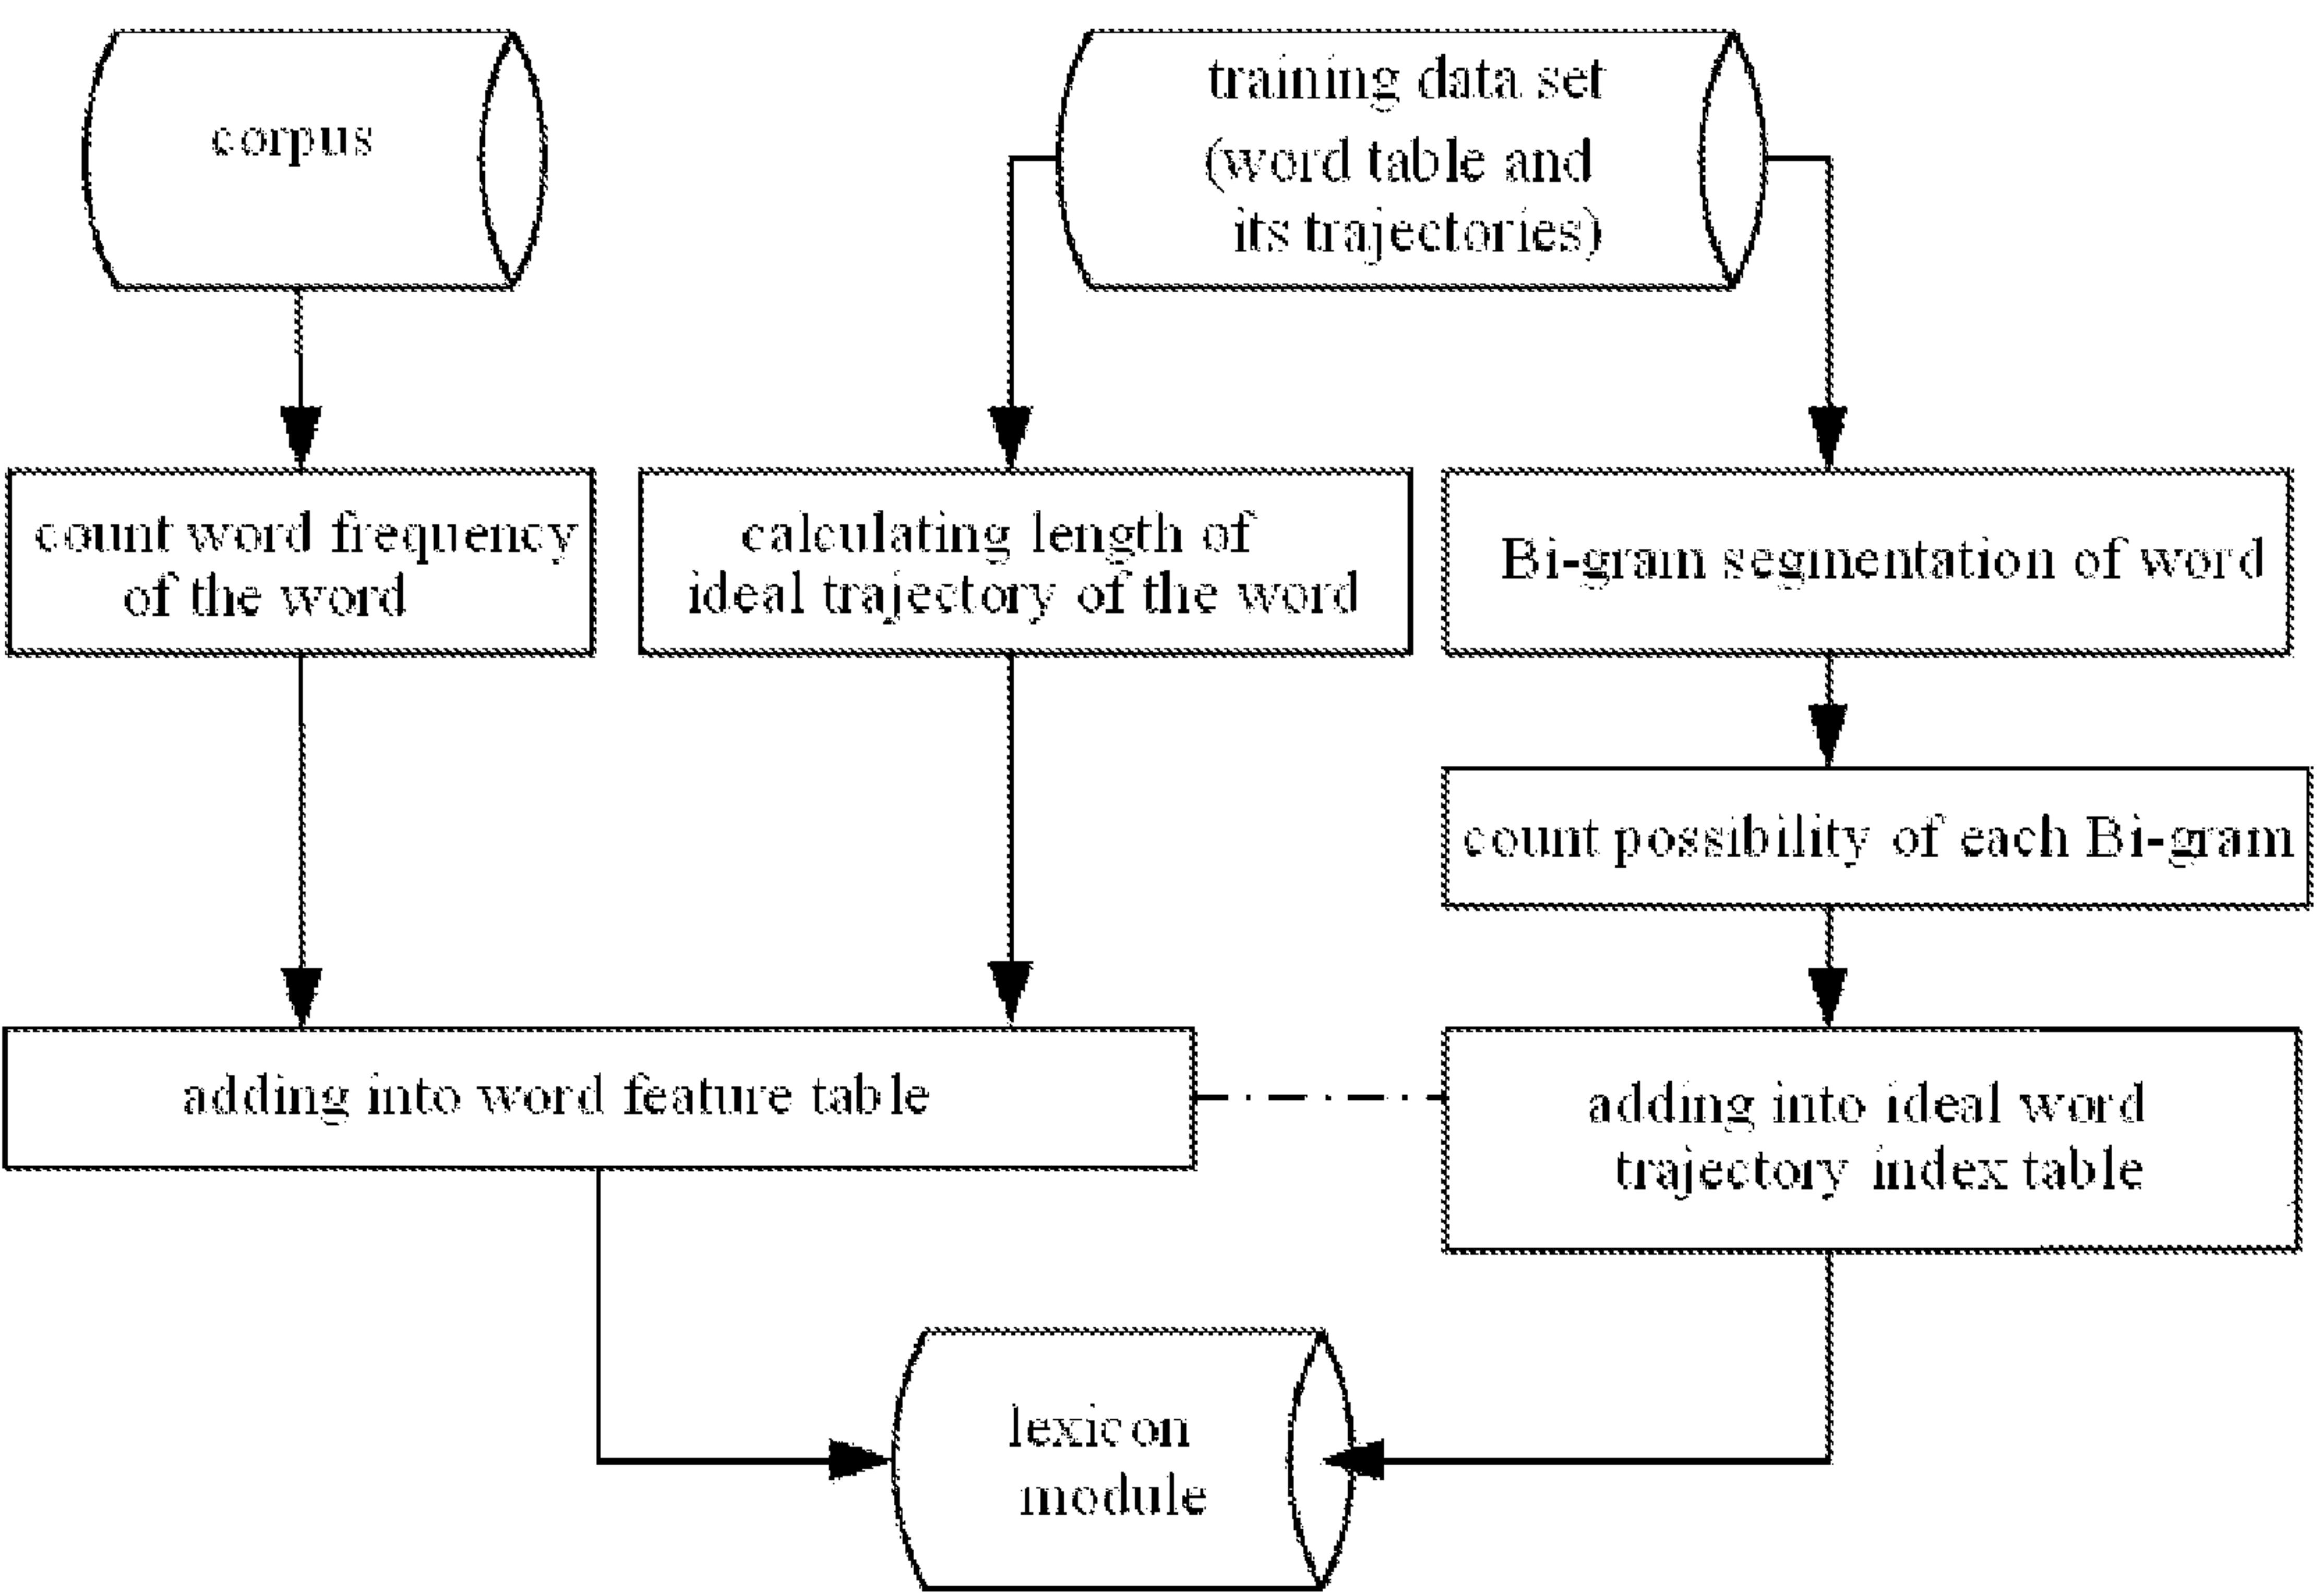 corpus
training data set
(word table and
its trajectories)
count word frequency
of the word
calculating length of
ideal trajectory of the word
Bi-gram segmentation of word
count possibility of each Bi-gram
adding into word feature table
adding into ideal word
trajectory index table
lexicon
module